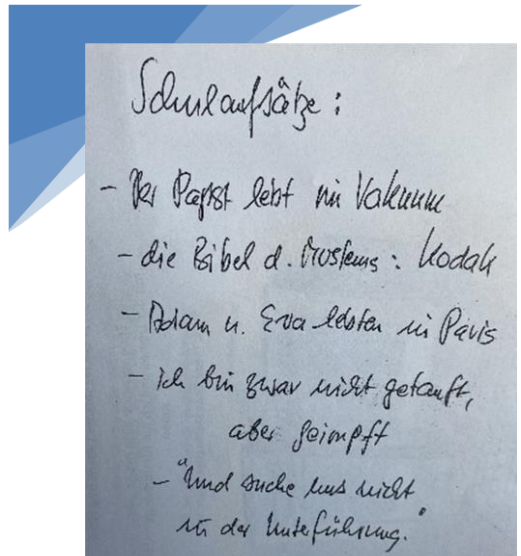 Schulaufsätze:
- Der Papst lebt im Vakuum
- die Bibel d. Moslems: Kodak
- Adam u. Eva lebten in Paris
- ich bin zwar nicht getauft,
aber geimpft
- "Und suche uns nicht
in der Unterführung."